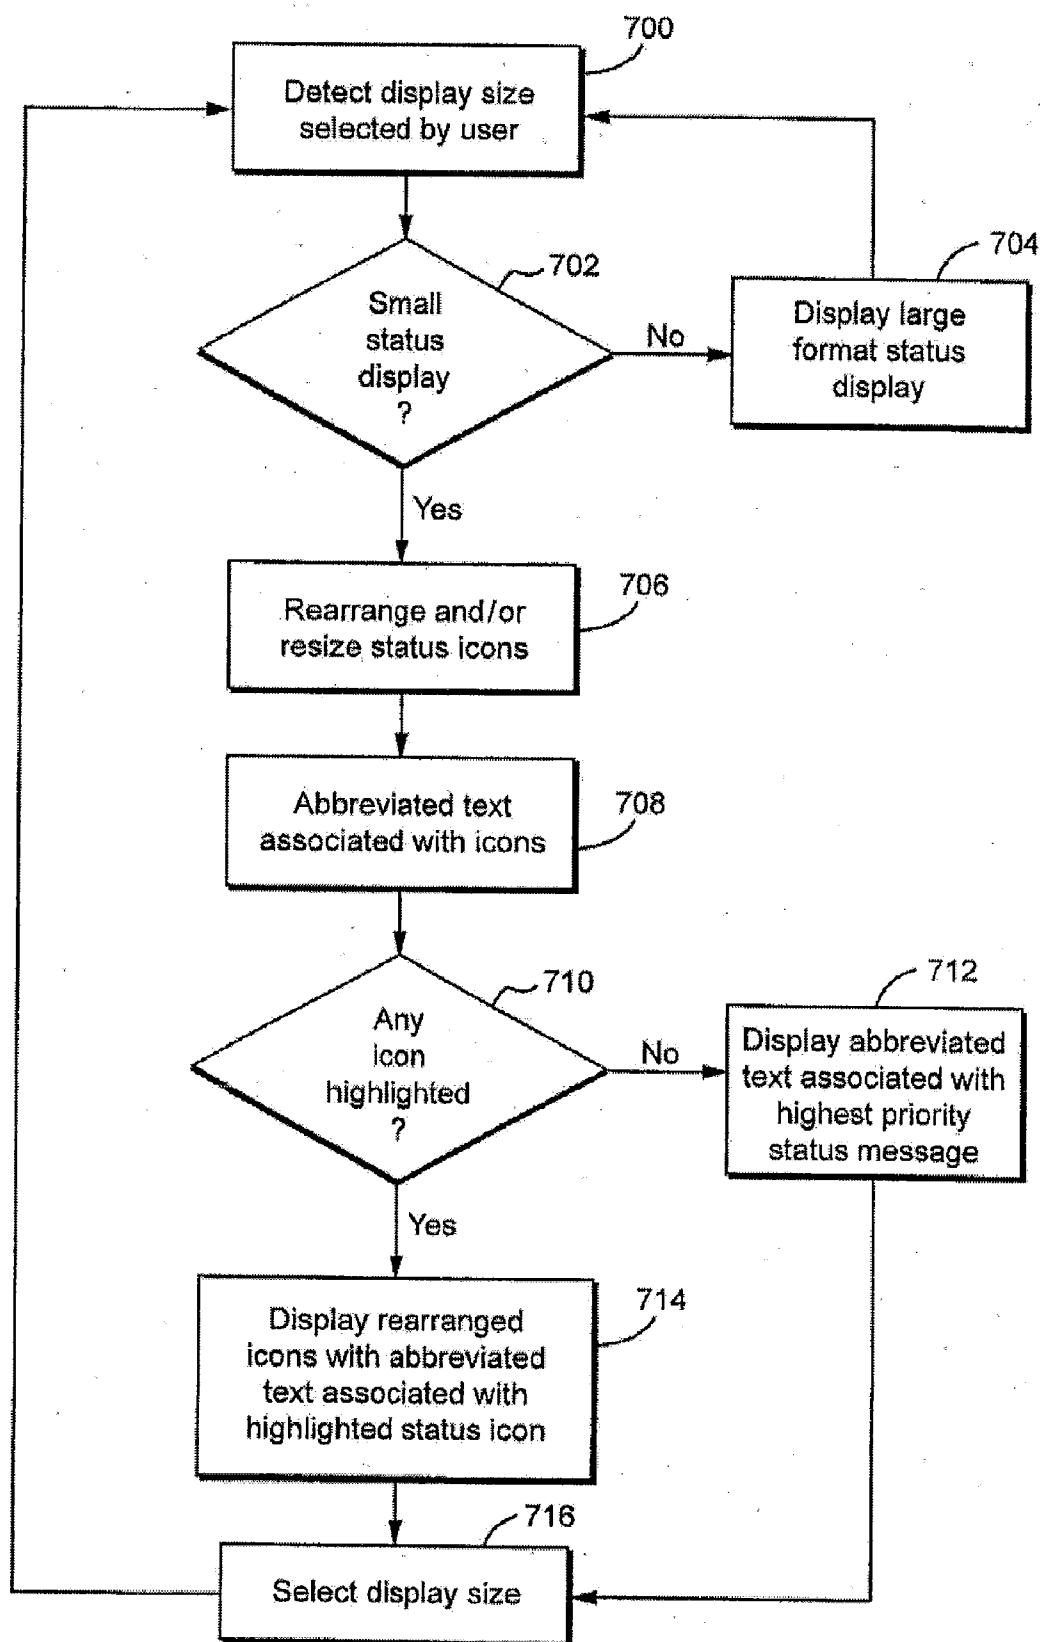 700
Detect display size
selected by user
702
Small
status
display
?
No
704
Display large
format status
display
Yes
706
Rearrange and/or
resize status icons
708
Abbreviated text
associated with icons
710
Any
icon
highlighted
?
No
712
Display abbreviated
text associated with
highest priority
status message
Yes
714
Display rearranged
icons with abbreviated
text associated with
highlighted status icon
716
Select display size